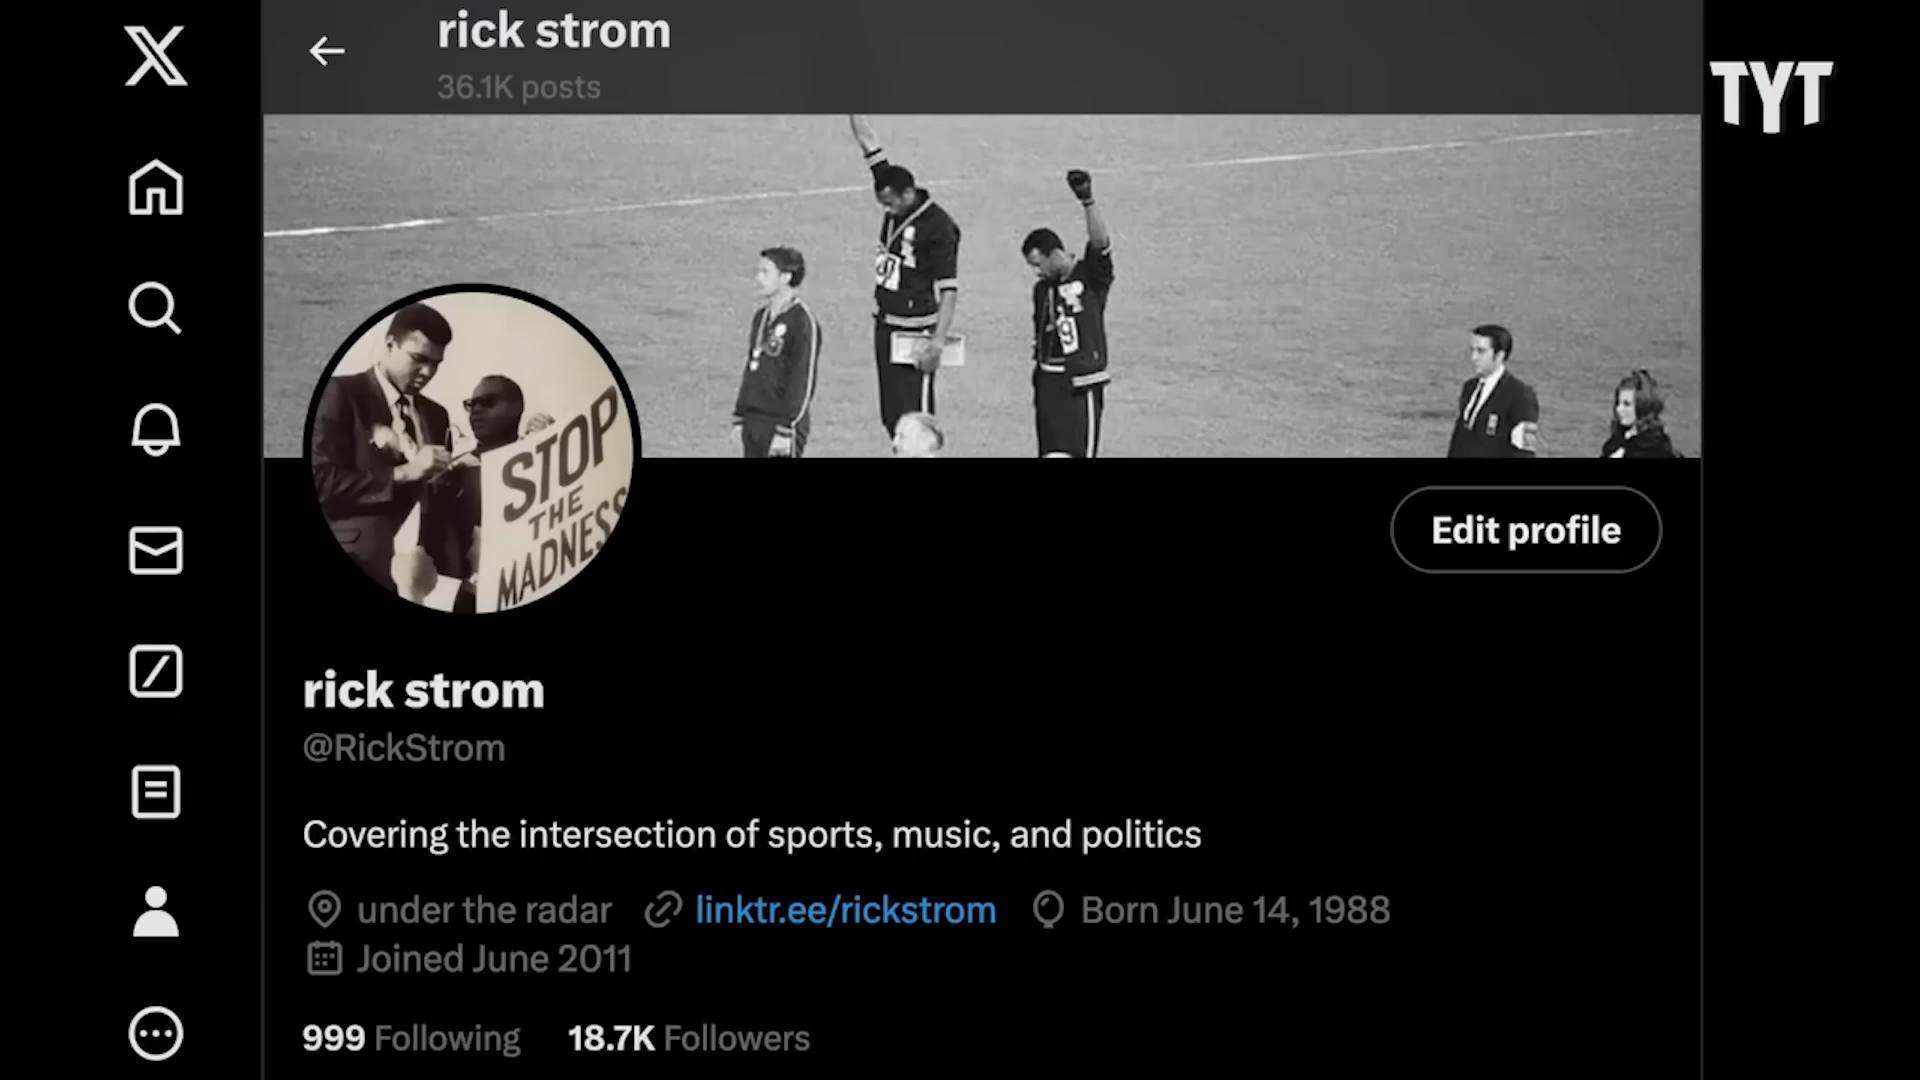 rick strom
36.1K posts
TYT
STOP
THE
MADNESS
Edit profile
rick strom
@RickStrom
Covering the intersection of sports, music, and politics
under the radar linktr.ee/rickstrom Born June 14, 1988
Joined June 2011
999 Following 18.7K Followers